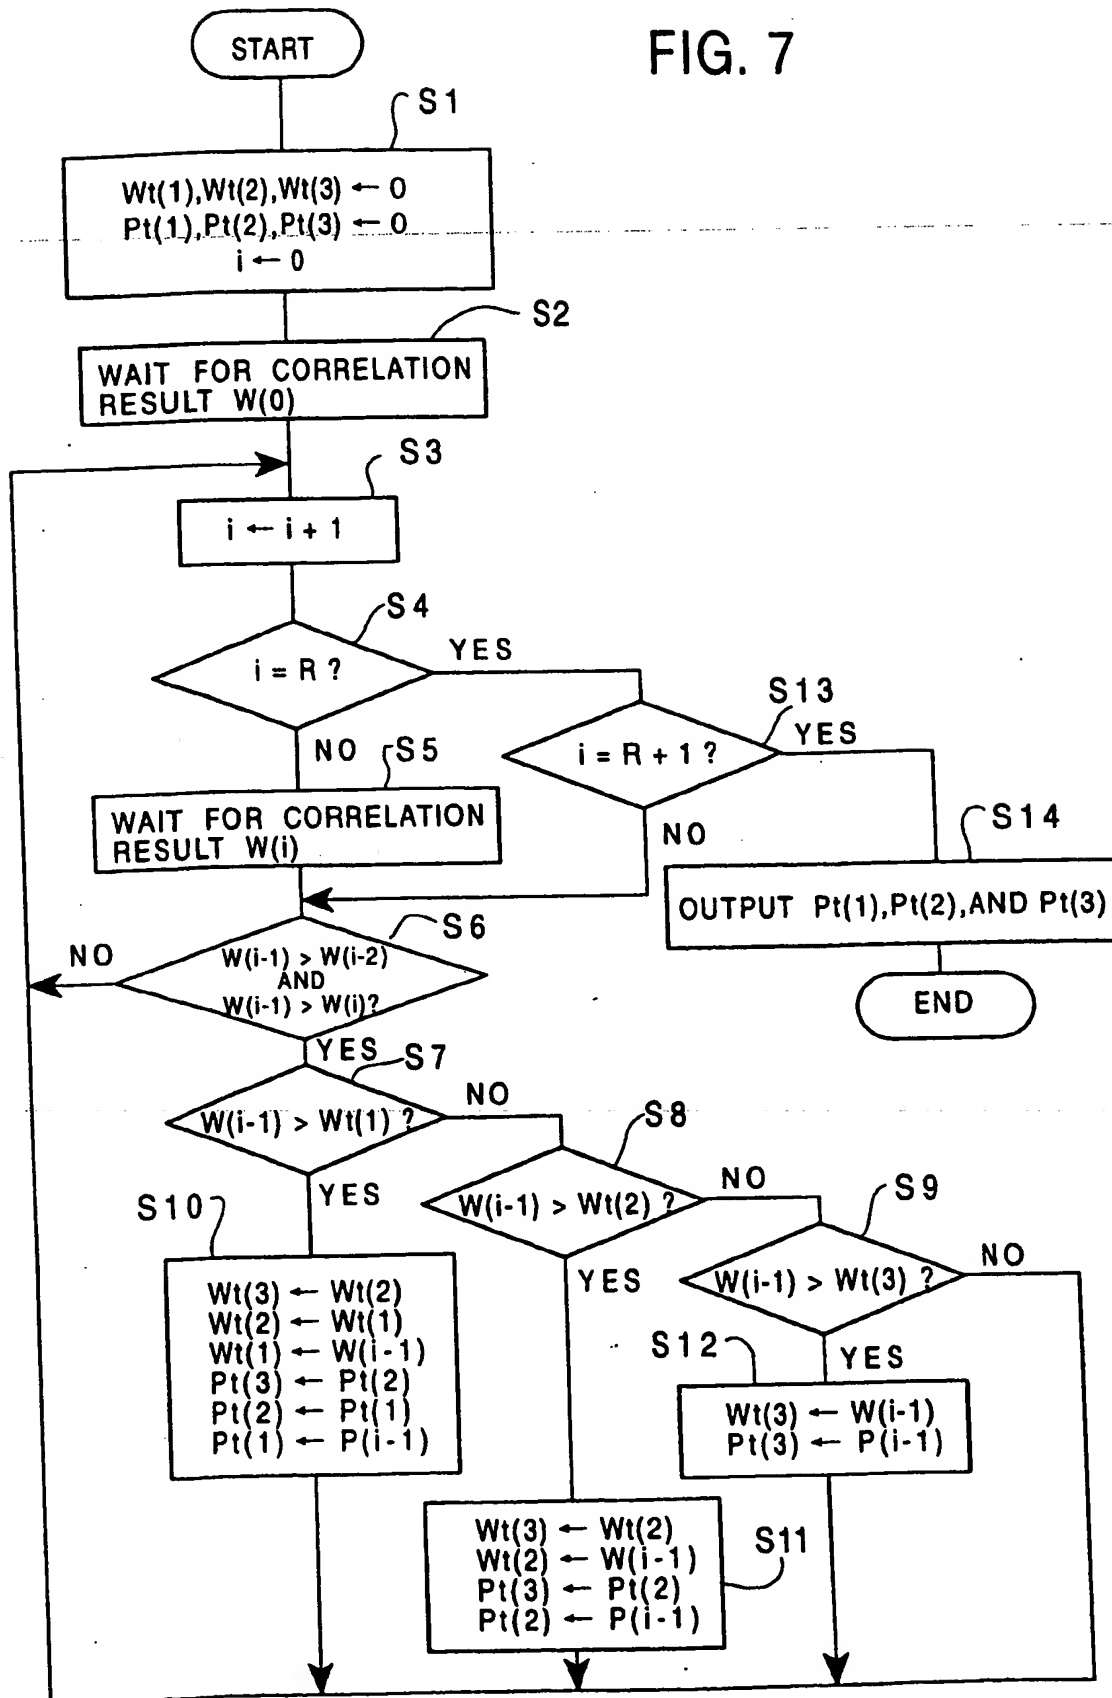 FIG. 7
START
S1
Wt(1),Wt(2),Wt(3) ← 0
Pt(1),Pt(2),Pt(3) ← 0
i ← 0
S2
WAIT FOR CORRELATION
RESULT W(0)
S3
i ← i + 1
S4
i = R ?
YES
NO
S13
i = R + 1 ?
YES
NO
S5
WAIT FOR CORRELATION
RESULT W(i)
S14
OUTPUT Pt(1),Pt(2),AND Pt(3)
END
S6
W(i-1) > W(i-2)
AND
W(i-1) > W(i)?
NO
YES
S7
W(i-1) > Wt(1) ?
NO
YES
S8
W(i-1) > Wt(2) ?
NO
YES
S9
W(i-1) > Wt(3) ?
NO
YES
S10
Wt(3) ← Wt(2)
Wt(2) ← Wt(1)
Wt(1) ← W(i-1)
Pt(3) ← Pt(2)
Pt(2) ← Pt(1)
Pt(1) ← P(i-1)
S12
Wt(3) ← W(i-1)
Pt(3) ← P(i-1)
S11
Wt(3) ← Wt(2)
Wt(2) ← W(i-1)
Pt(3) ← Pt(2)
Pt(2) ← P(i-1)